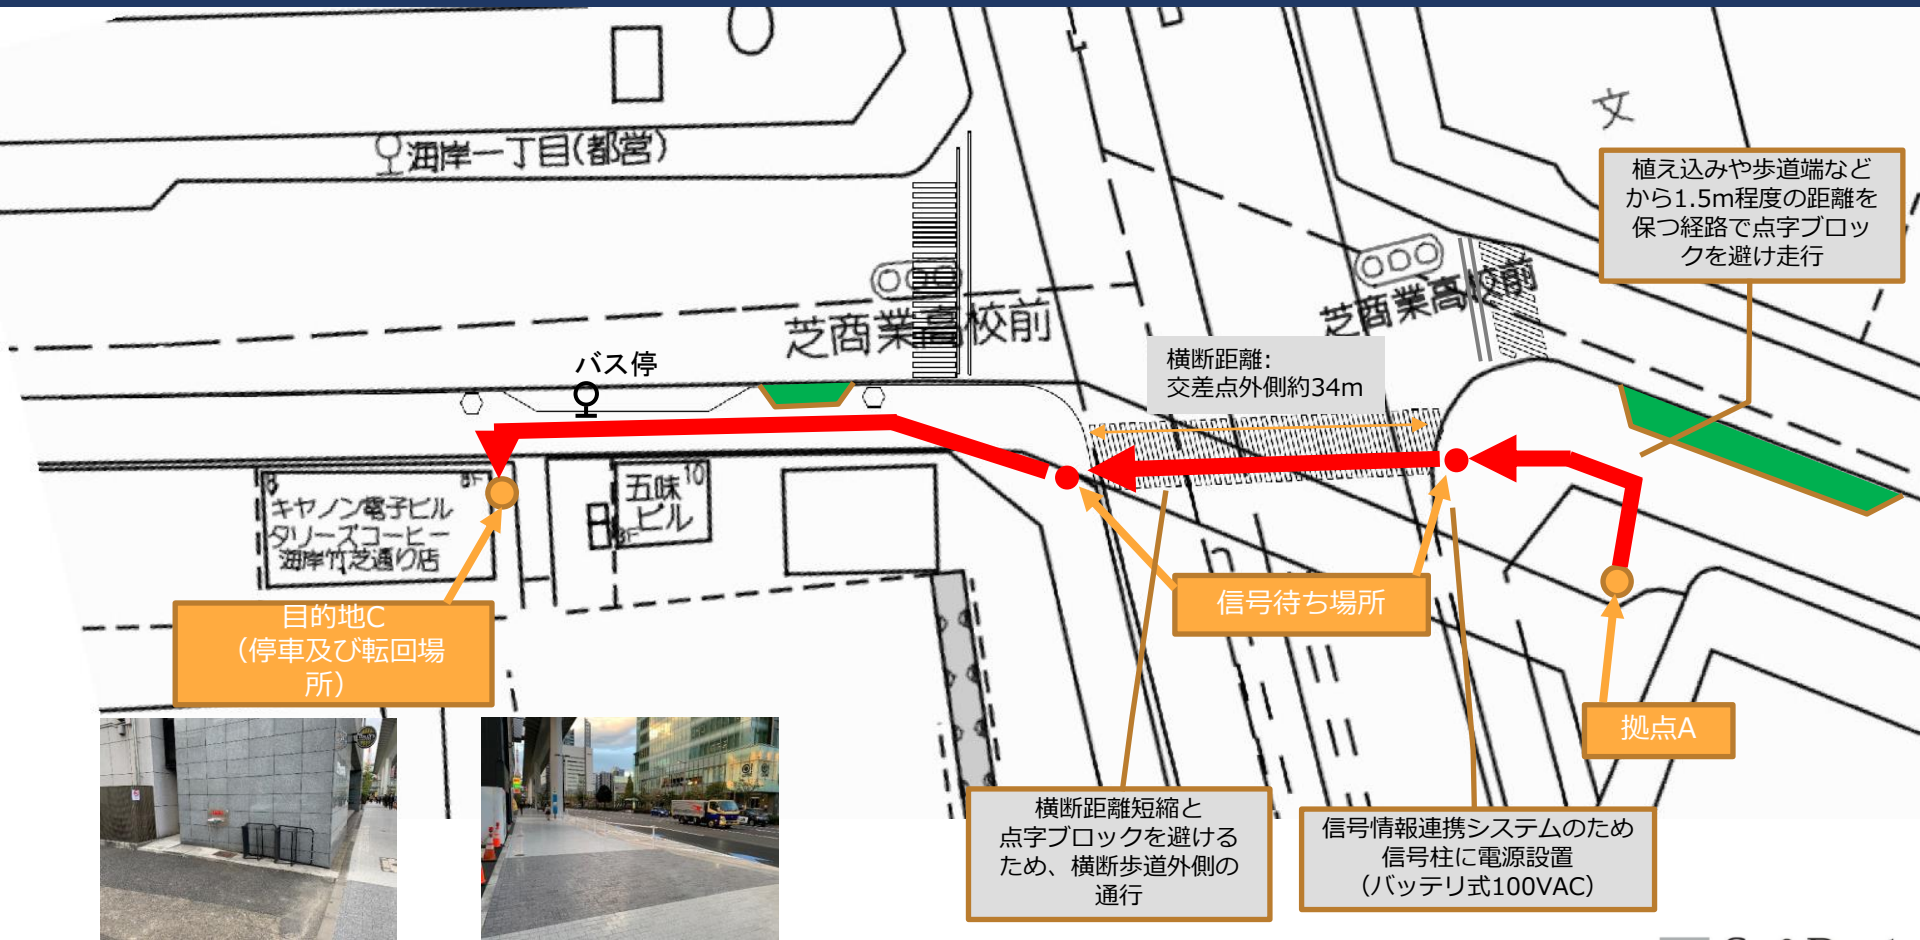 海岸一丁目(都営)
文
植え込みや歩道端など
から1.5m程度の距離を
保つ経路で点字ブロッ
クを避け走行
芝商業高校前
芝商業高校前
バス停
横断距離:
交差点外側約34m
8F
キヤノン電子ビル
タリーズコーヒー
海岸竹芝通り店
五味
ビル
10
目的地C
（停車及び転回場
所）
信号待ち場所
拠点A
横断距離短縮と
点字ブロックを避ける
ため、横断歩道外側の
通行
信号情報連携システムのため
信号柱に電源設置
（バッテリ式100VAC）